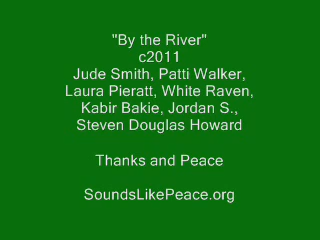 "By the River"
c2011
Jude Smith, Patti Walker,
Laura Pieratt, White Raven,
Kabir Bakie, Jordan S.,
Steven Douglas Howard
Thanks and Peace
SoundsLikePeace.org